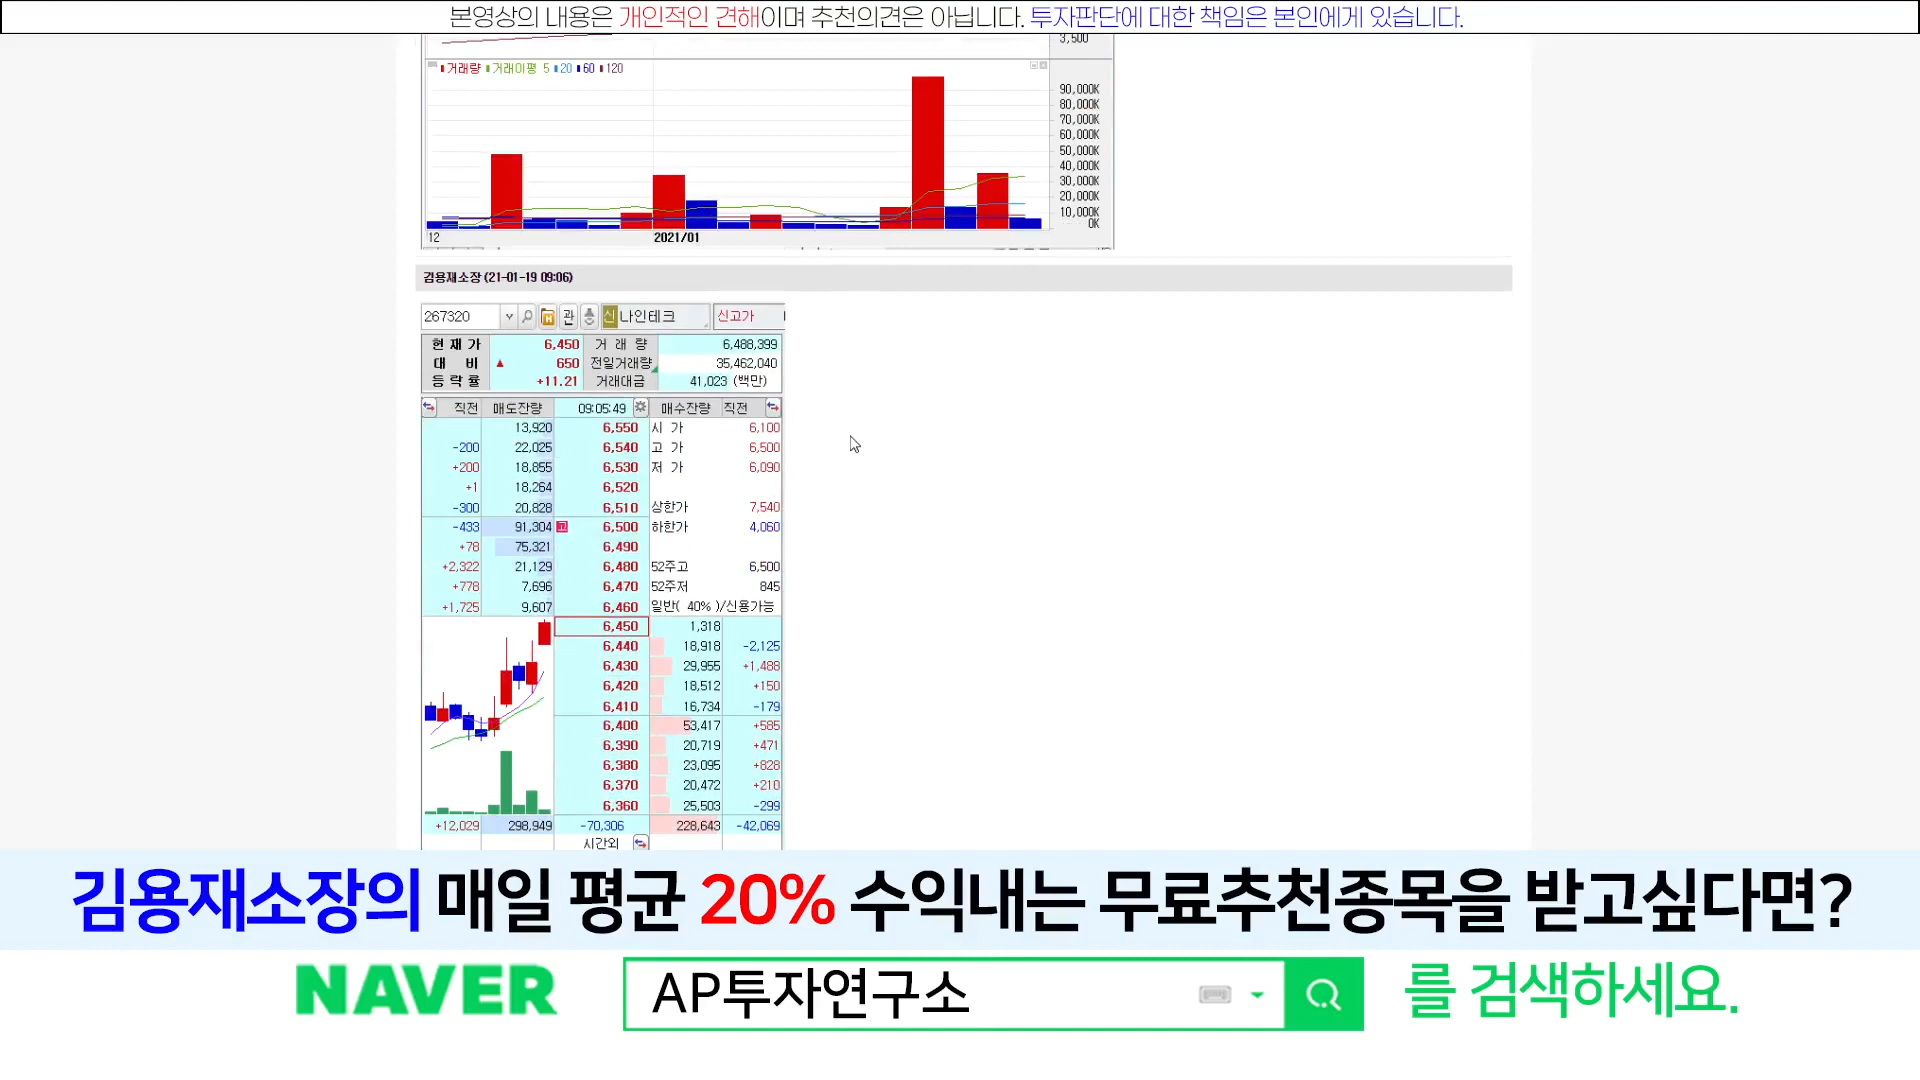 본영상의 내용은 개인적인 견해이며 추천의견은 아닙니다. 투자판단에 대한 책임은 본인에게 있습니다.
3,500
거래량 거래이평 5 20 60 120
90,000K
80,000K
70,000K
60,000K
50,000K
40,000K
30,000K
20,000K
10,000K
0K
12 2021/01
김용재소장 (21-01-19 09:06)
267320 관 신 나인테크 신고가
현재가 6,450 거래량 6,488,399
대비 ▲ 650 전일거래량 35,462,040
등락률 +11.21 거래대금 41,023 (백만)
직전 매도잔량 09:05:49 매수잔량 직전
13,920 6,550 시가 6,100
-200 22,025 6,540 고가 6,500
+200 18,855 6,530 저가 6,090
+1 18,264 6,520
-300 20,828 6,510 상한가 7,540
-433 91,304 고 6,500 하한가 4,060
+78 75,321 6,490
+2,322 21,129 6,480 52주고 6,500
+778 7,696 6,470 52주저 845
+1,725 9,607 6,460 일반( 40% )/신용가능
6,450 1,318
6,440 18,918 -2,125
6,430 29,955 +1,488
6,420 18,512 +150
6,410 16,734 -179
6,400 53,417 +585
6,390 20,719 +471
6,380 23,095 +828
6,370 20,472 +210
6,360 25,503 -299
+12,029 298,949 -70,306 228,643 -42,069
시간외
김용재소장의 매일 평균 20% 수익내는 무료추천종목을 받고싶다면?
NAVER AP투자연구소 를 검색하세요.